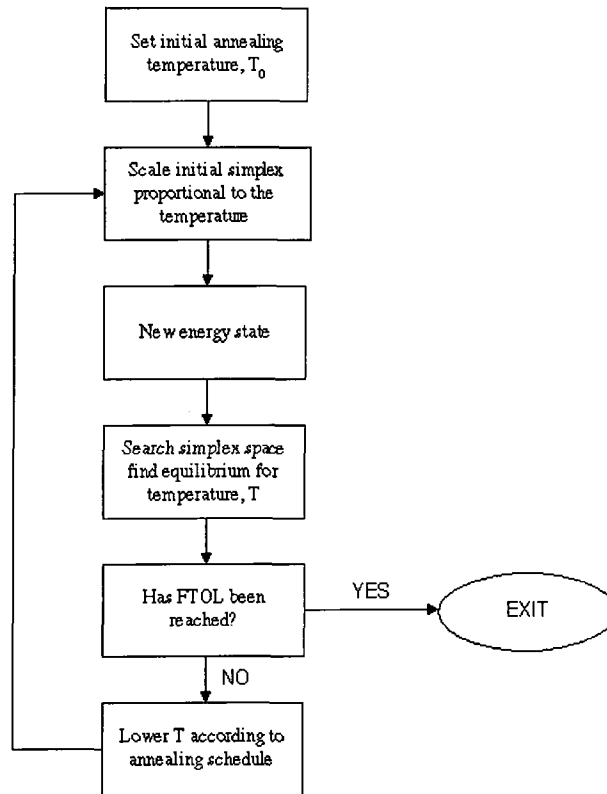 Set initial annealing
temperature, T₀
Scale initial simplex
proportional to the
temperature
New energy state
Search simplex space
find equilibrium for
temperature, T
Has FTOL been
reached?
YES
EXIT
NO
Lower T according to
annealing schedule